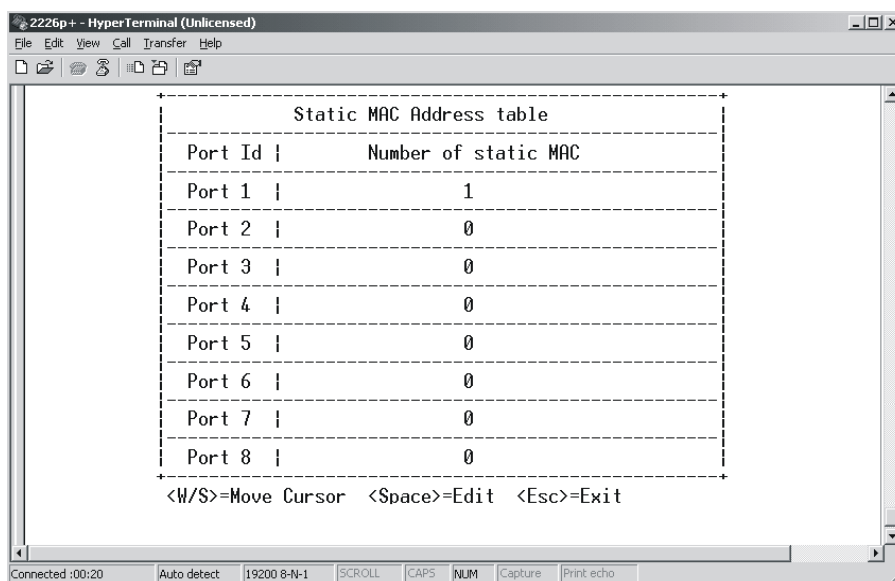 2226p+ - HyperTerminal (Unlicensed)
File Edit View Call Transfer Help
Static MAC Address table
Port Id | Number of static MAC
Port 1 | 1
Port 2 | 0
Port 3 | 0
Port 4 | 0
Port 5 | 0
Port 6 | 0
Port 7 | 0
Port 8 | 0
<W/S>=Move Cursor <Space>=Edit <Esc>=Exit
Connected :00:20 Auto detect 19200 8-N-1 SCROLL CAPS NUM Capture Print echo